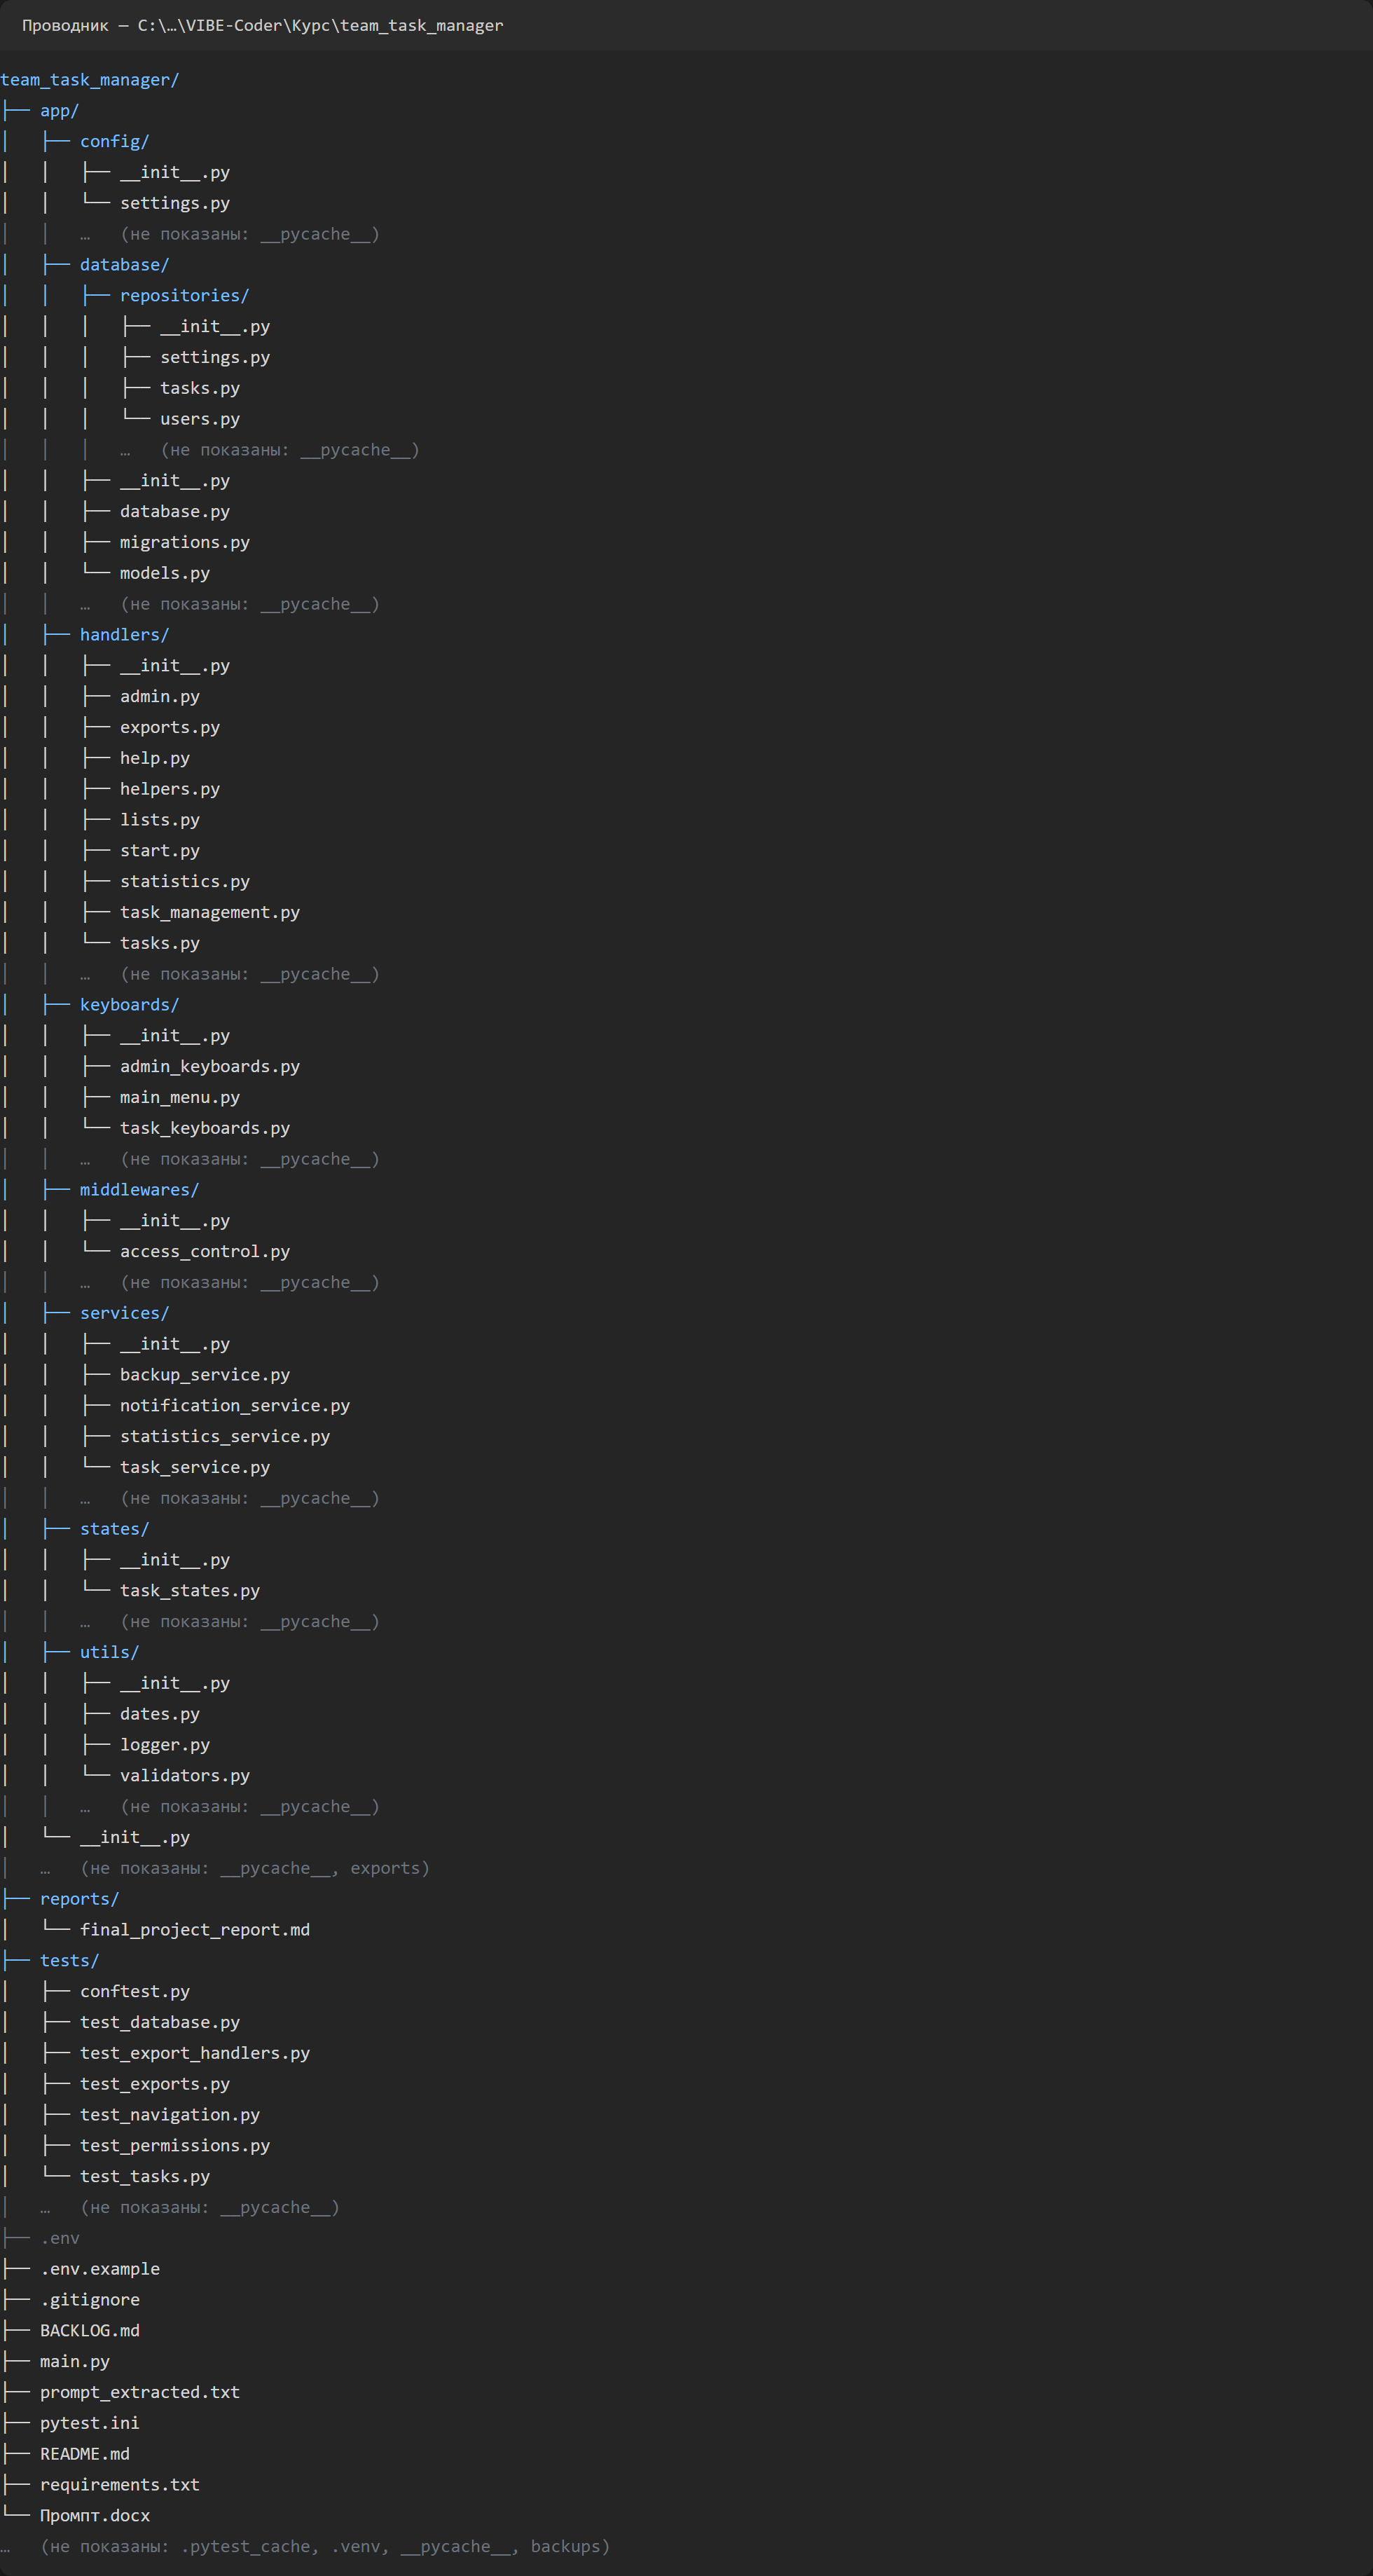 Проводник — C:\…\VIBE-Coder\Курс\team_task_manager
team_task_manager/
├── app/
│   ├── config/
│   │   ├── __init__.py
│   │   └── settings.py
│   │   …   (не показаны: __pycache__)
│   ├── database/
│   │   ├── repositories/
│   │   │   ├── __init__.py
│   │   │   ├── settings.py
│   │   │   ├── tasks.py
│   │   │   └── users.py
│   │   │   …   (не показаны: __pycache__)
│   │   ├── __init__.py
│   │   ├── database.py
│   │   ├── migrations.py
│   │   └── models.py
│   │   …   (не показаны: __pycache__)
│   ├── handlers/
│   │   ├── __init__.py
│   │   ├── admin.py
│   │   ├── exports.py
│   │   ├── help.py
│   │   ├── helpers.py
│   │   ├── lists.py
│   │   ├── start.py
│   │   ├── statistics.py
│   │   ├── task_management.py
│   │   └── tasks.py
│   │   …   (не показаны: __pycache__)
│   ├── keyboards/
│   │   ├── __init__.py
│   │   ├── admin_keyboards.py
│   │   ├── main_menu.py
│   │   └── task_keyboards.py
│   │   …   (не показаны: __pycache__)
│   ├── middlewares/
│   │   ├── __init__.py
│   │   └── access_control.py
│   │   …   (не показаны: __pycache__)
│   ├── services/
│   │   ├── __init__.py
│   │   ├── backup_service.py
│   │   ├── notification_service.py
│   │   ├── statistics_service.py
│   │   └── task_service.py
│   │   …   (не показаны: __pycache__)
│   ├── states/
│   │   ├── __init__.py
│   │   └── task_states.py
│   │   …   (не показаны: __pycache__)
│   ├── utils/
│   │   ├── __init__.py
│   │   ├── dates.py
│   │   ├── logger.py
│   │   └── validators.py
│   │   …   (не показаны: __pycache__)
│   └── __init__.py
│   …   (не показаны: __pycache__, exports)
├── reports/
│   └── final_project_report.md
├── tests/
│   ├── conftest.py
│   ├── test_database.py
│   ├── test_export_handlers.py
│   ├── test_exports.py
│   ├── test_navigation.py
│   ├── test_permissions.py
│   └── test_tasks.py
│   …   (не показаны: __pycache__)
├── .env
├── .env.example
├── .gitignore
├── BACKLOG.md
├── main.py
├── prompt_extracted.txt
├── pytest.ini
├── README.md
├── requirements.txt
└── Промпт.docx
…   (не показаны: .pytest_cache, .venv, __pycache__, backups)